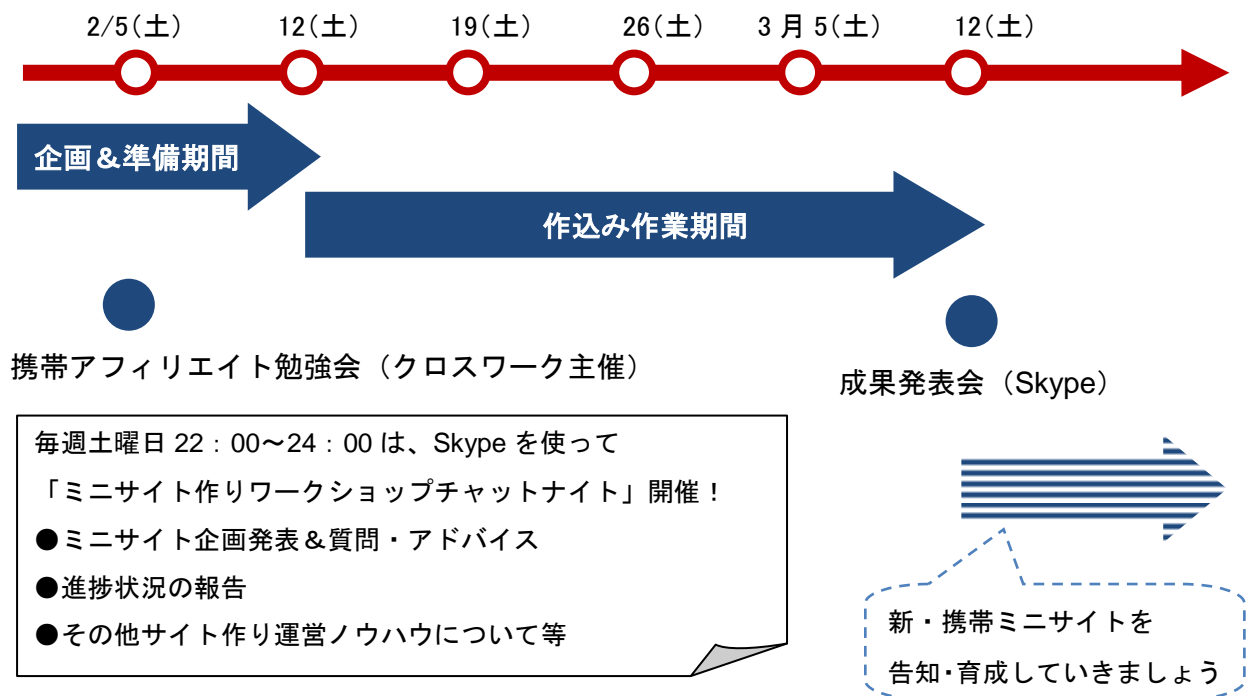 2/5(土) 12(土) 19(土) 26(土) 3 月 5(土) 12(土)
企画＆準備期間
作込み作業期間
携帯アフィリエイト勉強会（クロスワーク主催）
成果発表会（Skype）
毎週土曜日 22：00～24：00 は、Skype を使って
「ミニサイト作りワークショップチャットナイト」開催！
●ミニサイト企画発表＆質問・アドバイス
●進捗状況の報告
●その他サイト作り運営ノウハウについて等
新・携帯ミニサイトを
告知・育成していきましょう